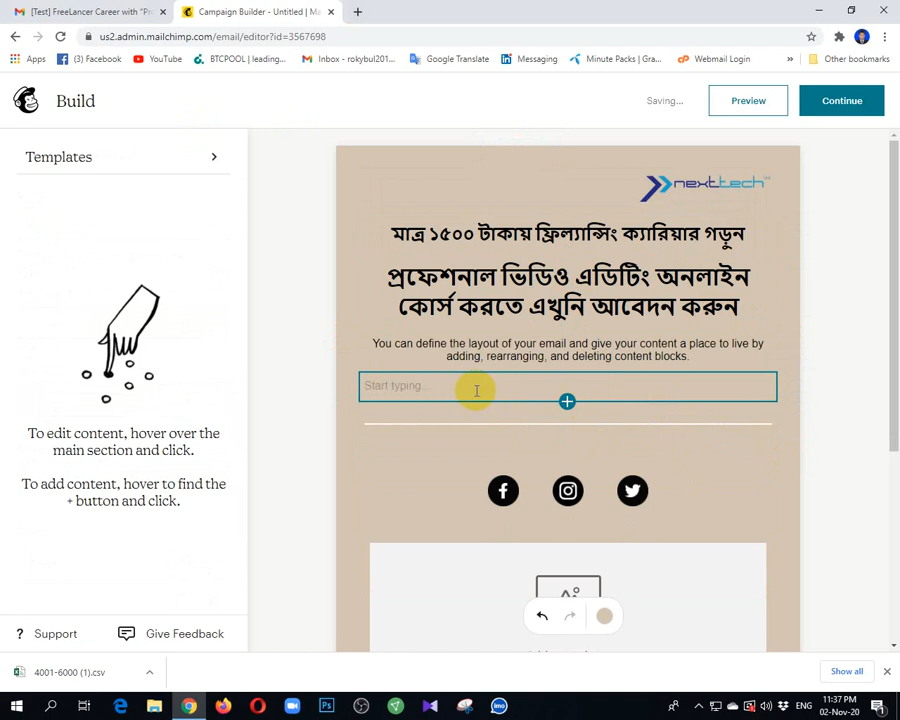 [Test] FreeLancer Career with "Pr
Campaign Builder - Untitled | Ma
us2.admin.mailchimp.com/email/editor?id=3567698
Apps
(3) Facebook
YouTube
BTCPOOL | leading...
Inbox - rokybul201...
Google Translate
Messaging
Minute Packs | Gra...
Webmail Login
»
Other bookmarks
Build
Saving...
Preview
Continue
Templates
nexttech™
মাত্র ১৫০০ টাকায় ফ্রিল্যান্সিং ক্যারিয়ার গড়ুন
প্রফেশনাল ভিডিও এডিটিং অনলাইন
কোর্স করতে এখুনি আবেদন করুন
You can define the layout of your email and give your content a place to live by
adding, rearranging, and deleting content blocks.
Start typing...
To edit content, hover over the
main section and click.
To add content, hover to find the
+ button and click.
? Support
Give Feedback
4001-6000 (1).csv
Show all
Ps
imo
ENG
11:37 PM
02-Nov-20